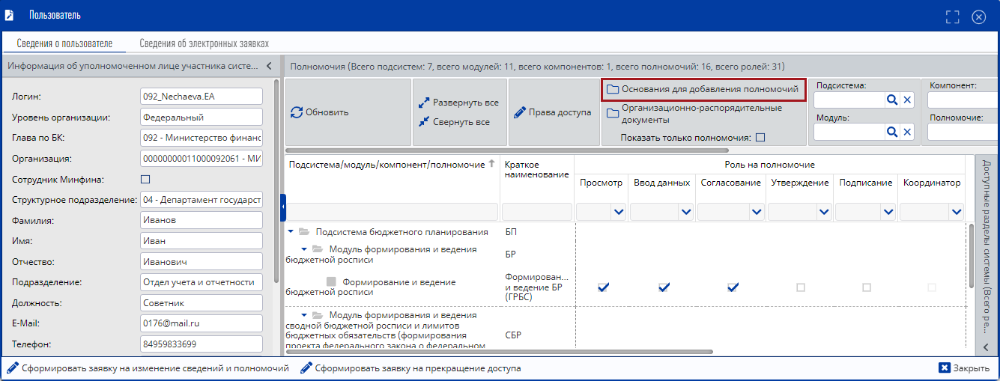 Пользователь
Сведения о пользователе
Сведения об электронных заявках
Информация об уполномоченном лице участника систе...
Логин:
092_Nechaeva.EA
Уровень организации:
Федеральный
Глава по БК:
092 - Министерство финанс
Организация:
00000000011000092061 - МИ
Сотрудник Минфина:
Структурное подразделение:
04 - Департамент государст
Фамилия:
Иванов
Имя:
Иван
Отчество:
Иванович
Подразделение:
Отдел учета и отчетности
Должность:
Советник
E-Mail:
0176@mail.ru
Телефон:
84959833699
Полномочия (Всего подсистем: 7, всего модулей: 11, всего компонентов: 1, всего полномочий: 16, всего ролей: 31)
Обновить
Развернуть все
Свернуть все
Права доступа
Основания для добавления полномочий
Организационно-распорядительные
документы
Показать только полномочия:
Подсистема:
Модуль:
Компонент:
Полномочие:
Подсистема/модуль/компонент/полномочие
Краткое
наименование
Роль на полномочие
Просмотр
Ввод данных
Согласование
Утверждение
Подписание
Координатор
Подсистема бюджетного планирования
БП
Модуль формирования и ведения
бюджетной росписи
БР
Формирование и ведение
бюджетной росписи
Формирован...
и ведение БР
(ГРБС)
Модуль формирования и ведения
сводной бюджетной росписи и лимитов
бюджетных обязательств (формирования
проекта федерального закона о федеральном
СБР
Доступные разделы системы (Всего ре...
Сформировать заявку на изменение сведений и полномочий
Сформировать заявку на прекращение доступа
Закрыть